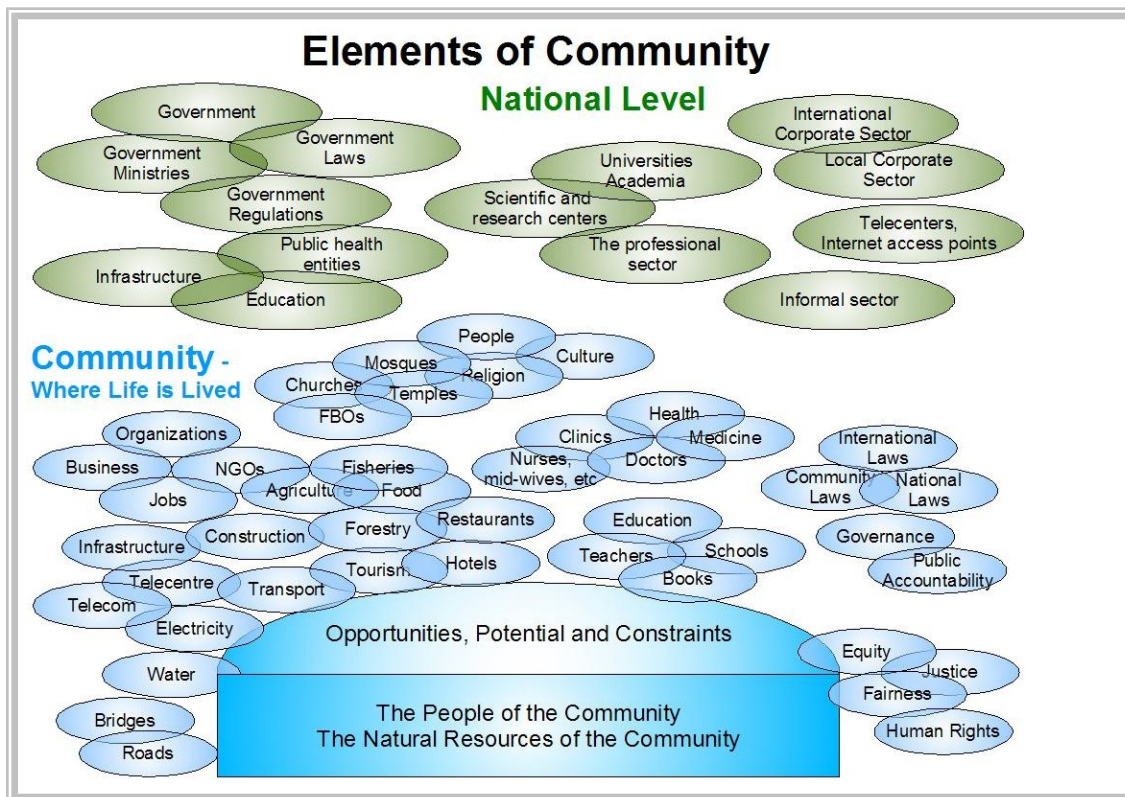 Elements of Community
National Level
Government
Government
Laws
Government
Ministries
Government
Regulations
Public health
entities
Infrastructure
Education
Universities
Academia
Scientific and
research centers
The professional
sector
International
Corporate Sector
Local Corporate
Sector
Telecenters,
Internet access points
Informal sector
Community -
Where Life is Lived
People
Mosques
Culture
Churches
Religion
Temples
FBOs
Organizations
Business
NGOs
Jobs
Fisheries
Agriculture
Food
Infrastructure
Construction
Forestry
Restaurants
Telecentre
Transport
Tourism
Hotels
Telecom
Electricity
Water
Bridges
Roads
Health
Clinics
Medicine
Nurses,
mid-wives, etc
Doctors
Education
Teachers
Schools
Books
International
Laws
Community
Laws
National
Laws
Governance
Public
Accountability
Equity
Justice
Fairness
Human Rights
Opportunities, Potential and Constraints
The People of the Community
The Natural Resources of the Community